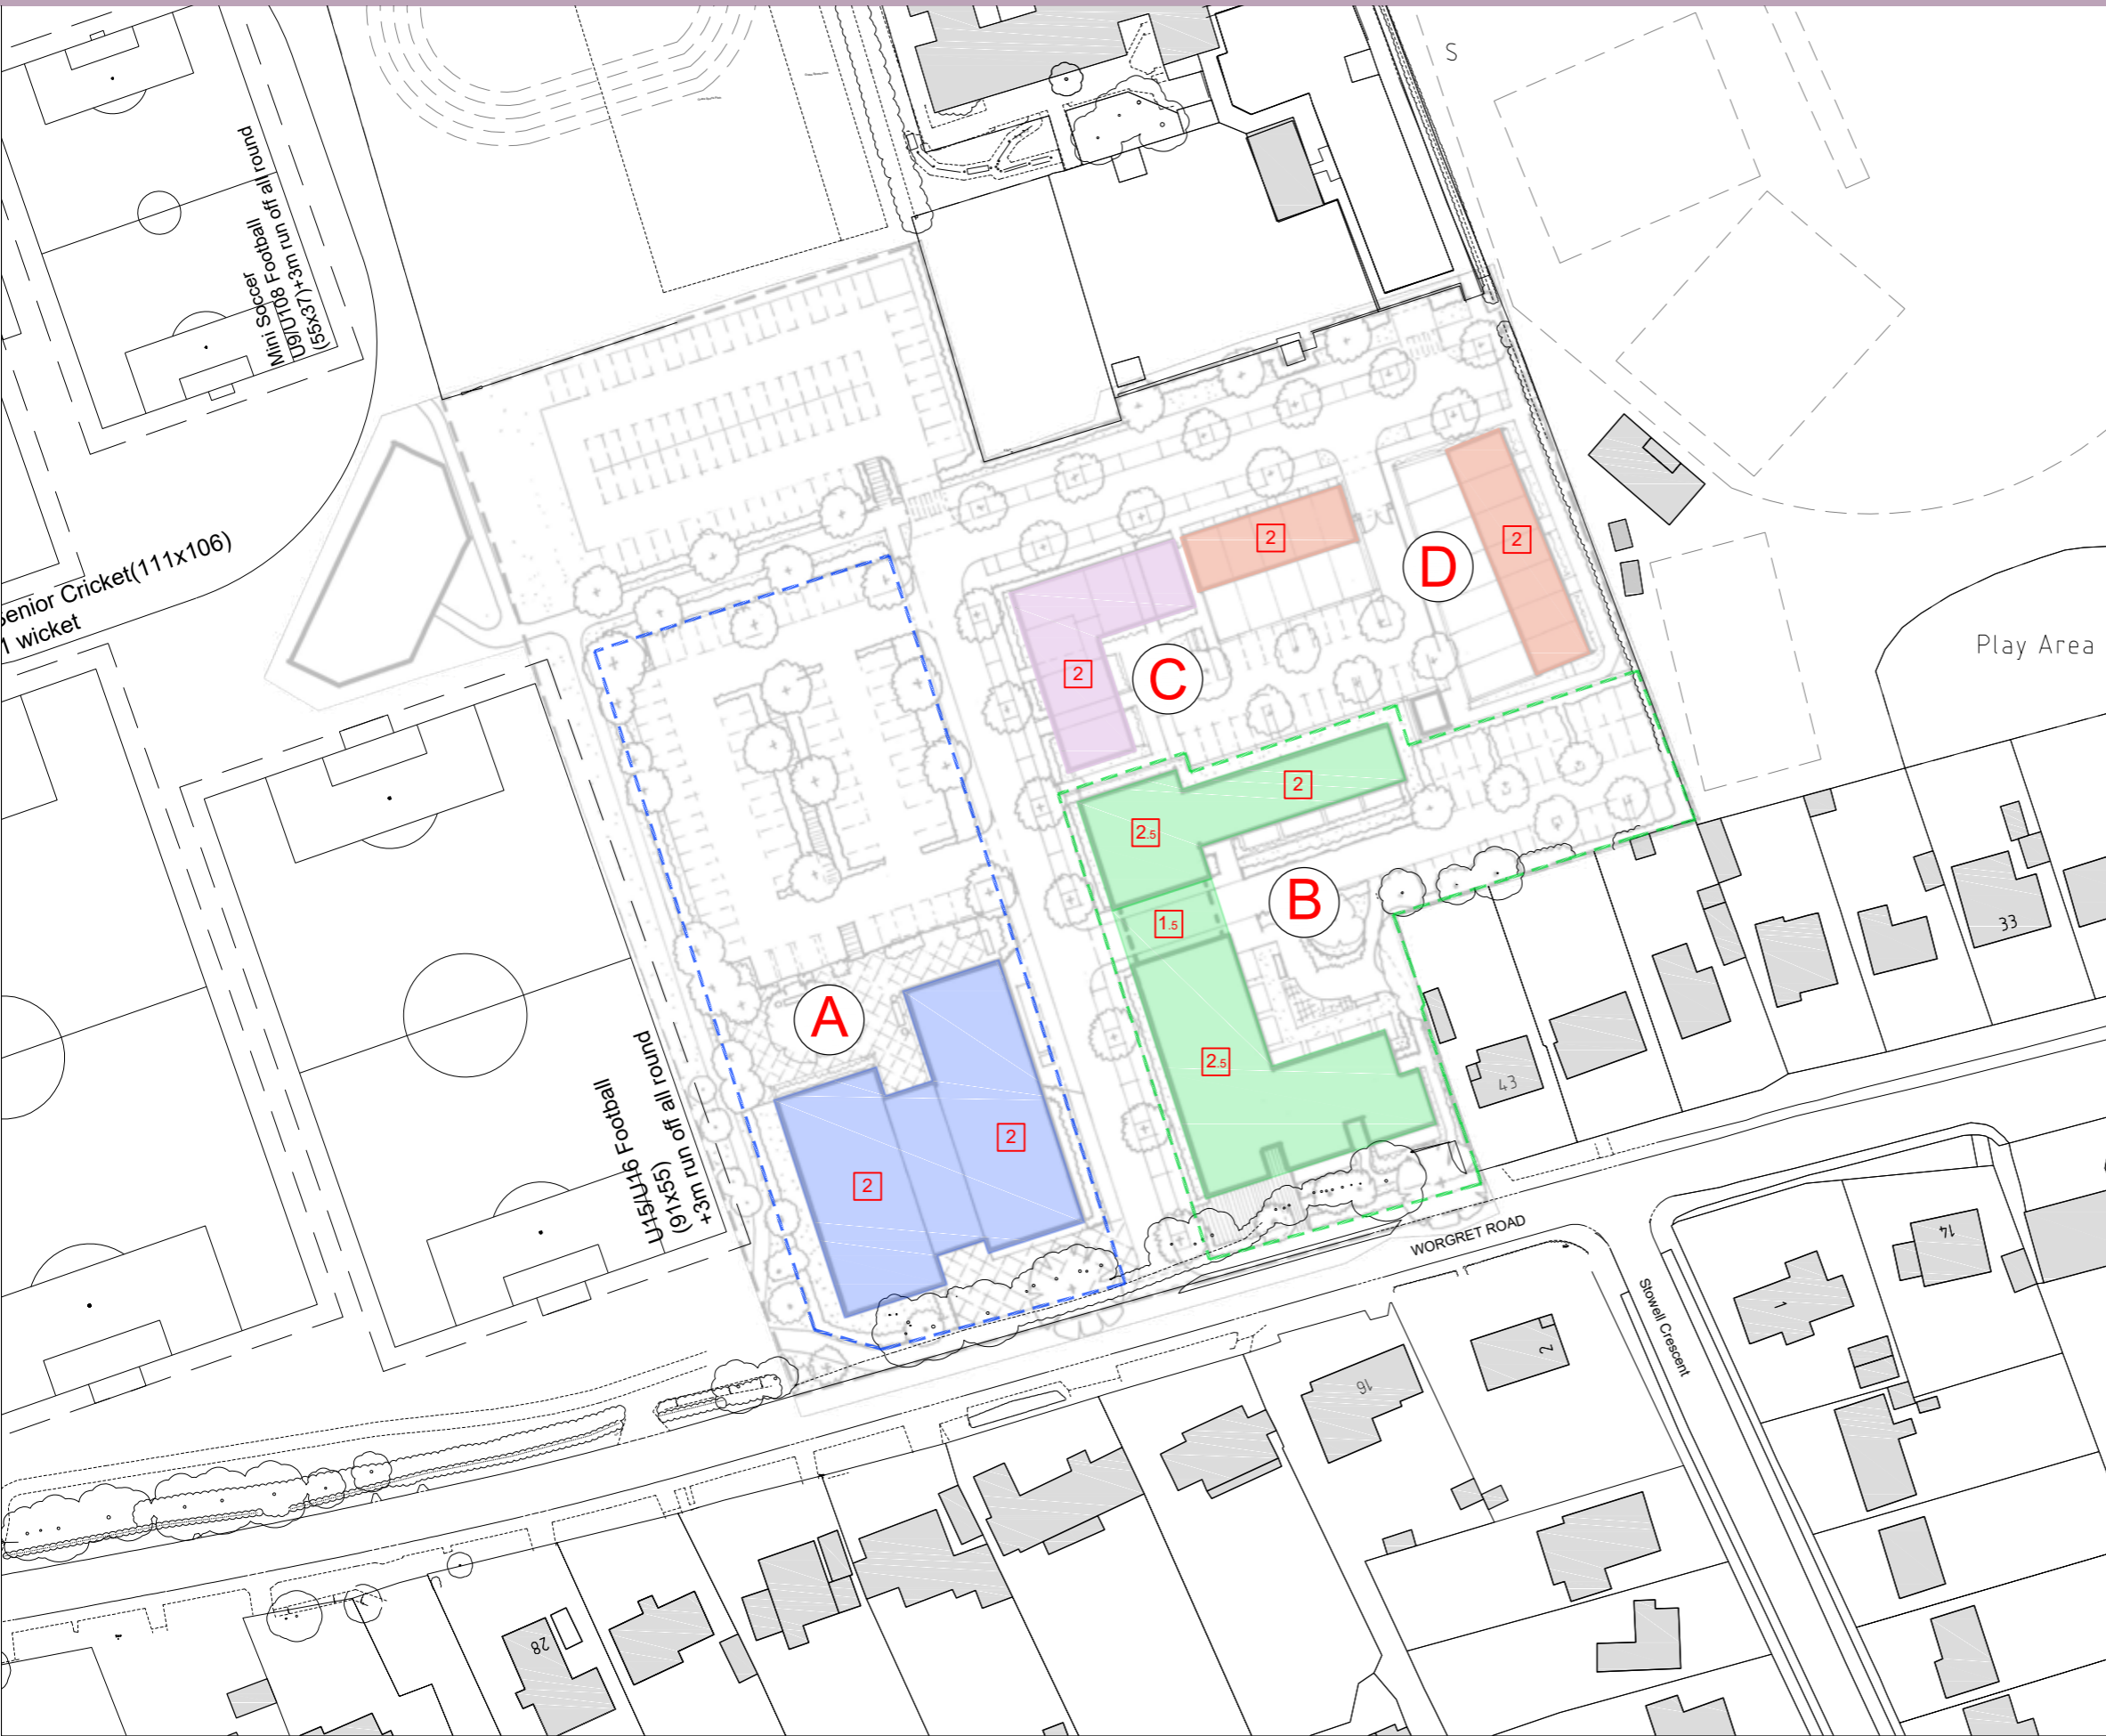 S
Mini Soccer
U9/U108 Football
(55x37)+3m run off all round
Senior Cricket(111x106)
1 wicket
2
2
D
Play Area
2
C
2
2.5
B
1.5
33
A
2.5
43
2
2
U15/U16 Football
(91x55)
+3m run off all round
WORGRET ROAD
Stowell Crescent
14
1
2
16
28